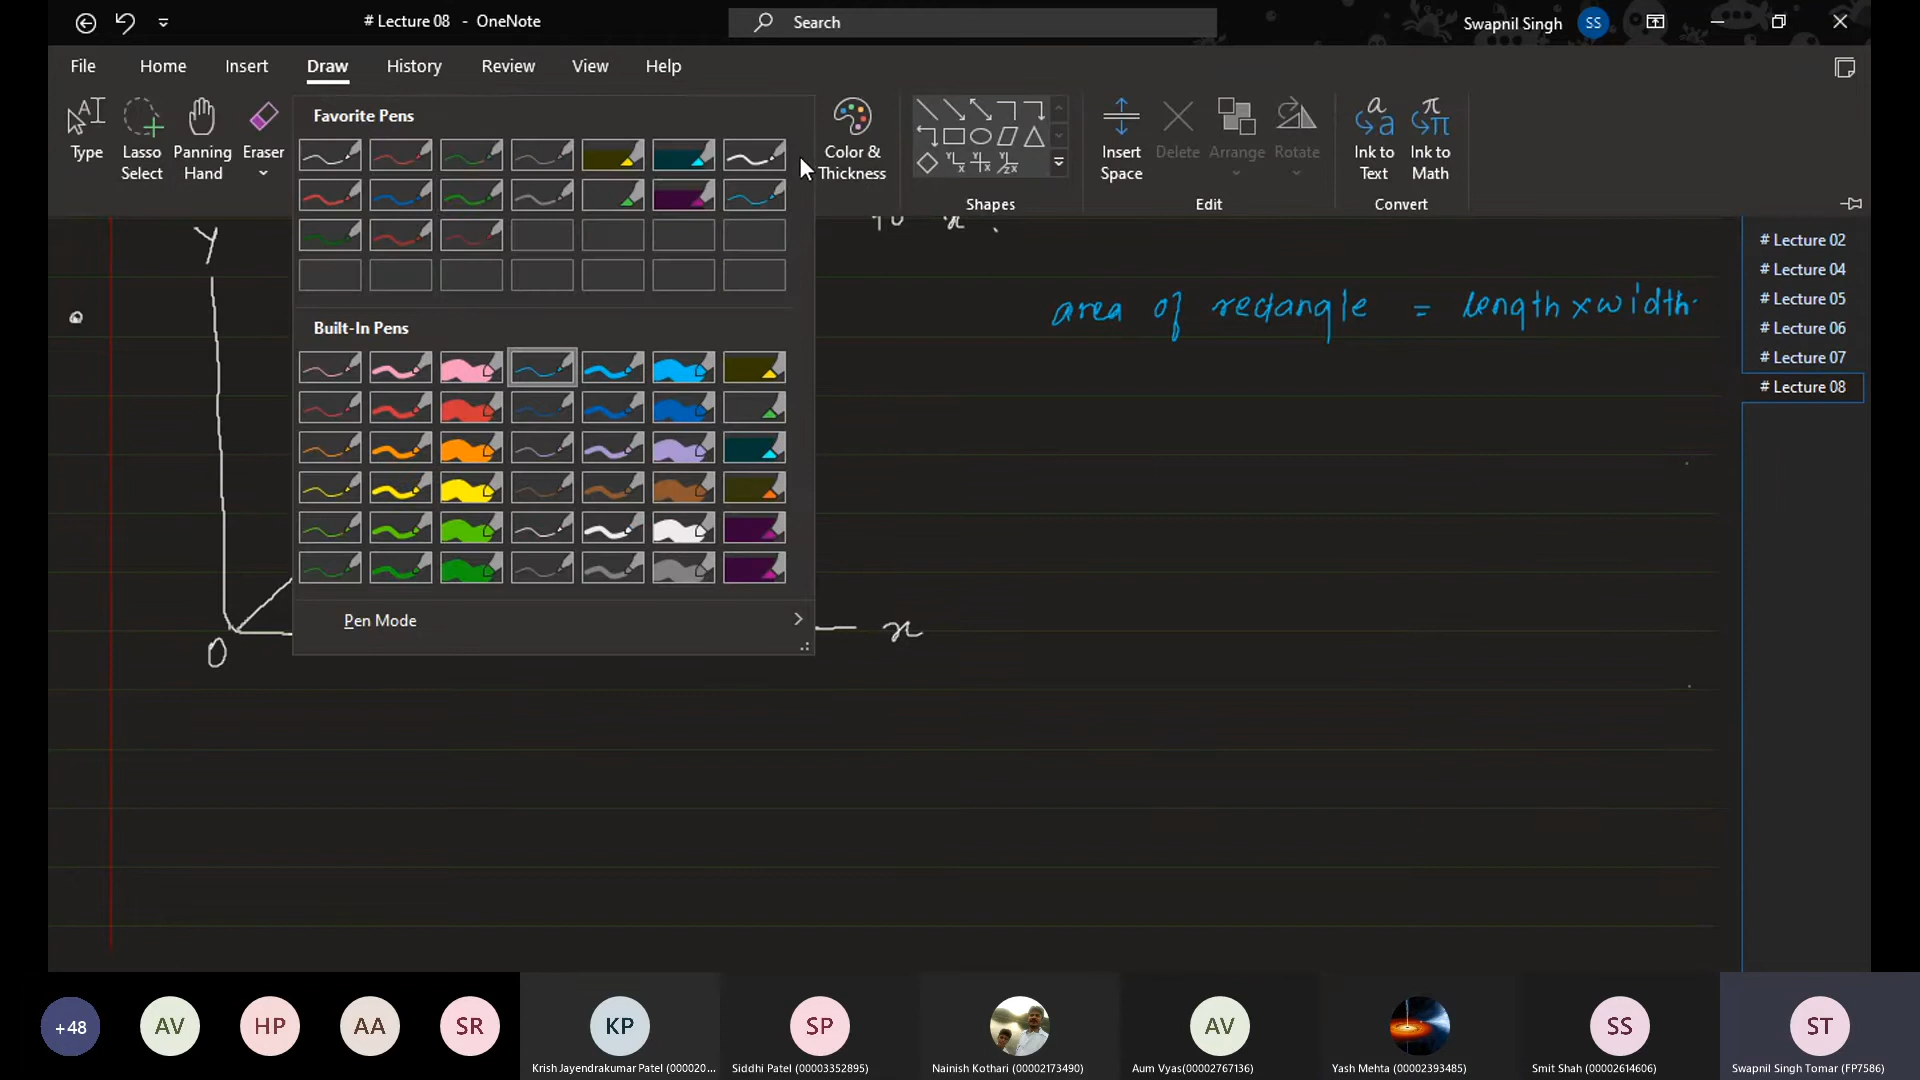 # Lecture 08 - OneNote
Search
Swapnil Singh
SS
File Home Insert Draw History Review View Help
Type
Lasso Select
Panning Hand
Eraser
Favorite Pens
Built-In Pens
Pen Mode
Color & Thickness
Shapes
Insert Space
Delete
Arrange
Rotate
Edit
Ink to Text
Ink to Math
Convert
# Lecture 02
# Lecture 04
# Lecture 05
# Lecture 06
# Lecture 07
# Lecture 08
area of rectangle = length x width
Y
O
x
+48
AV
HP
AA
SR
KP
Krish Jayendrakumar Patel (000020...
SP
Siddhi Patel (00003352895)
Nainish Kothari (00002173490)
AV
Aum Vyas(00002767136)
Yash Mehta (00002393485)
SS
Smit Shah (00002614606)
ST
Swapnil Singh Tomar (FP7586)